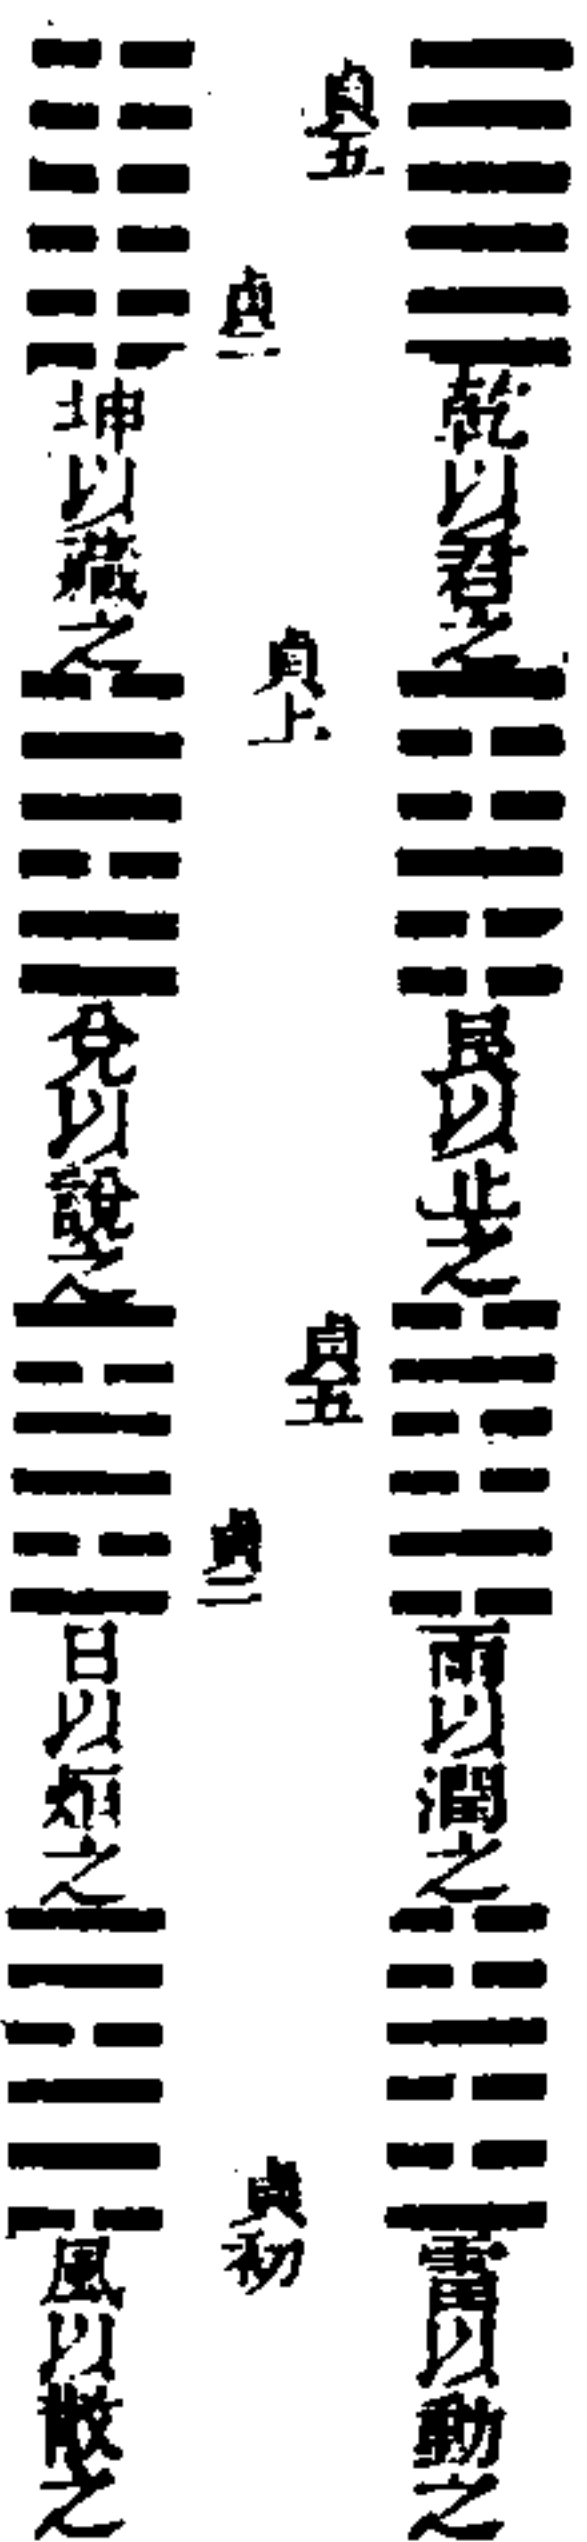 乾以君之
艮以止之
雨以潤之
雷以動之
貞五
貞二
貞上
貞五
貞二
貞初
坤以藏之
兌以說之
日以烜之
風以散之